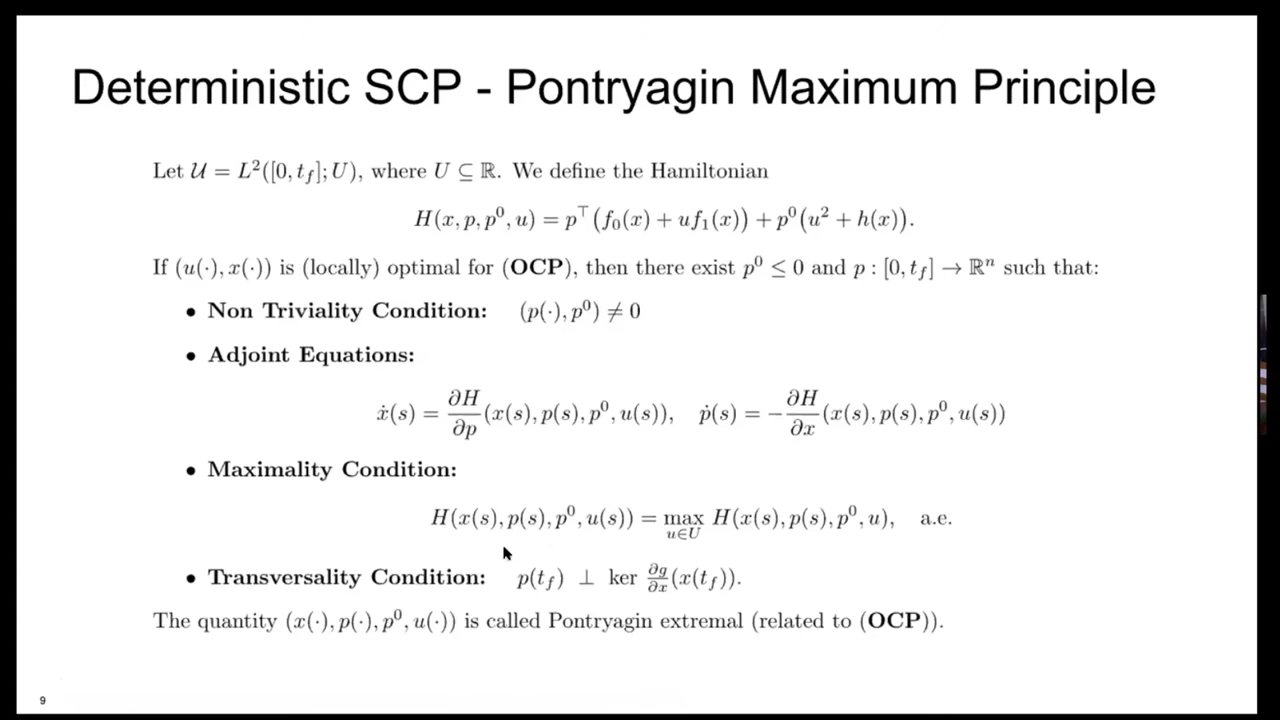 Deterministic SCP - Pontryagin Maximum Principle
Let 𝒰 = L²([0, t_f]; U), where U ⊆ ℝ. We define the Hamiltonian
H(x, p, p⁰, u) = p^⊤(f₀(x) + uf₁(x)) + p⁰(u² + h(x)).
If (u(·), x(·)) is (locally) optimal for (OCP), then there exist p⁰ ≤ 0 and p : [0, t_f] → ℝⁿ such that:
• Non Triviality Condition: (p(·), p⁰) ≠ 0
• Adjoint Equations:
ẋ(s) = ∂H/∂p (x(s), p(s), p⁰, u(s)), ṗ(s) = −∂H/∂x (x(s), p(s), p⁰, u(s))
• Maximality Condition:
H(x(s), p(s), p⁰, u(s)) = max_{u∈U} H(x(s), p(s), p⁰, u), a.e.
• Transversality Condition: p(t_f) ⊥ ker ∂g/∂x (x(t_f)).
The quantity (x(·), p(·), p⁰, u(·)) is called Pontryagin extremal (related to (OCP)).
9